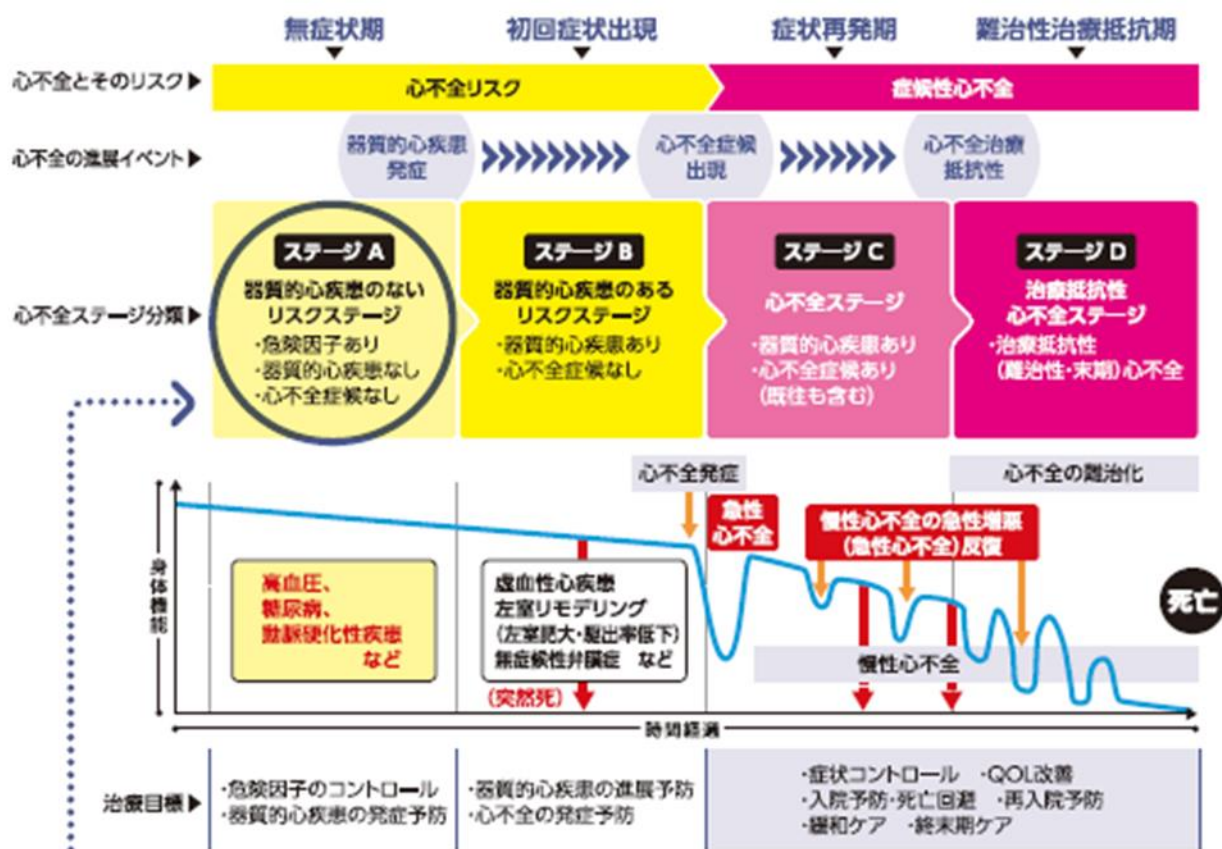 無症状期
初回症状出現
症状再発期
難治性治療抵抗期
心不全とそのリスク▶
心不全リスク
症候性心不全
心不全の進展イベント▶
器質的心疾患
発症
心不全症候
出現
心不全治療
抵抗性
心不全ステージ分類▶
ステージ A
器質的心疾患のない
リスクステージ
・危険因子あり
・器質的心疾患なし
・心不全症候なし
ステージ B
器質的心疾患のある
リスクステージ
・器質的心疾患あり
・心不全症候なし
ステージ C
心不全ステージ
・器質的心疾患あり
・心不全症候あり
(既往も含む)
ステージ D
治療抵抗性
心不全ステージ
・治療抵抗性
(難治性・末期)心不全
心不全発症
心不全の難治化
急性
心不全
慢性心不全の急性増悪
(急性心不全)反復
身体機能
高血圧、
糖尿病、
動脈硬化性疾患
など
虚血性心疾患
左室リモデリング
(左室肥大・駆出率低下)
無症候性弁膜症 など
(突然死)
慢性心不全
死亡
時間経過
治療目標▶
・危険因子のコントロール
・器質的心疾患の発症予防
・器質的心疾患の進展予防
・心不全の発症予防
・症状コントロール ・QOL改善
・入院予防・死亡回避 ・再入院予防
・緩和ケア ・終末期ケア